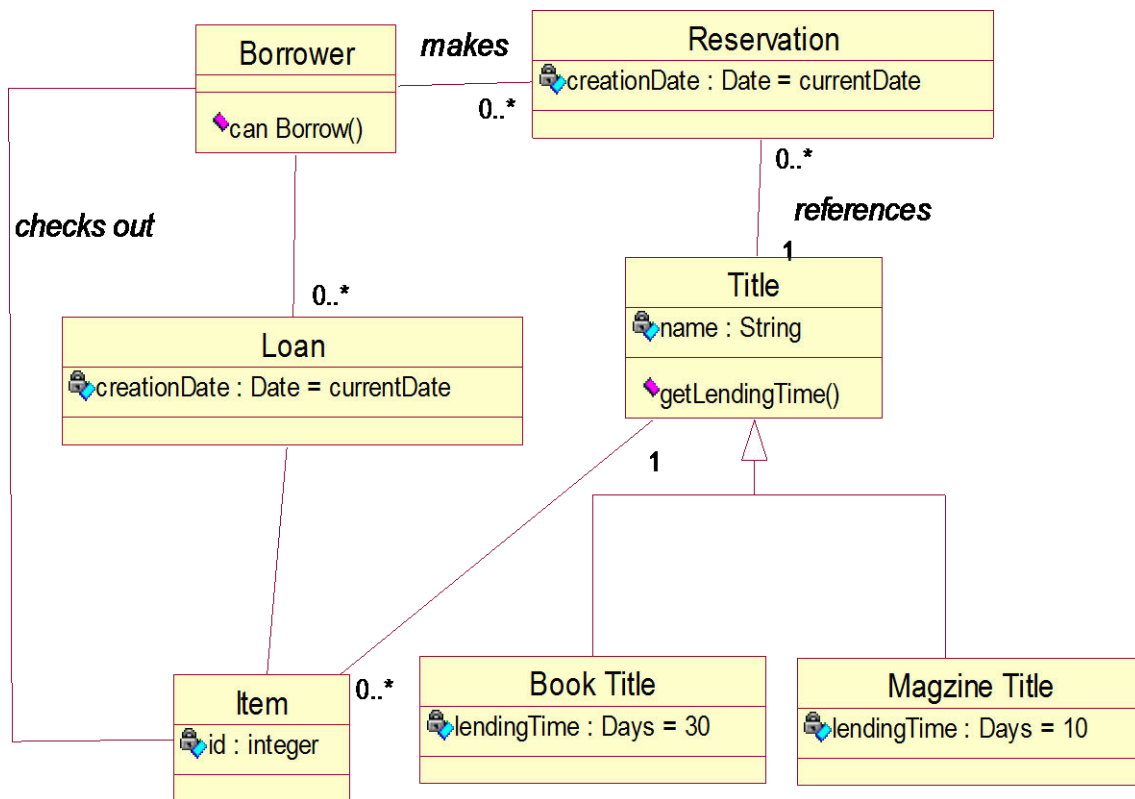 Borrower
can Borrow()
makes
0..*
Reservation
creationDate : Date = currentDate
0..*
references
1
checks out
0..*
Loan
creationDate : Date = currentDate
Title
name : String
getLendingTime()
1
0..*
Item
id : integer
Book Title
lendingTime : Days = 30
Magzine Title
lendingTime : Days = 10